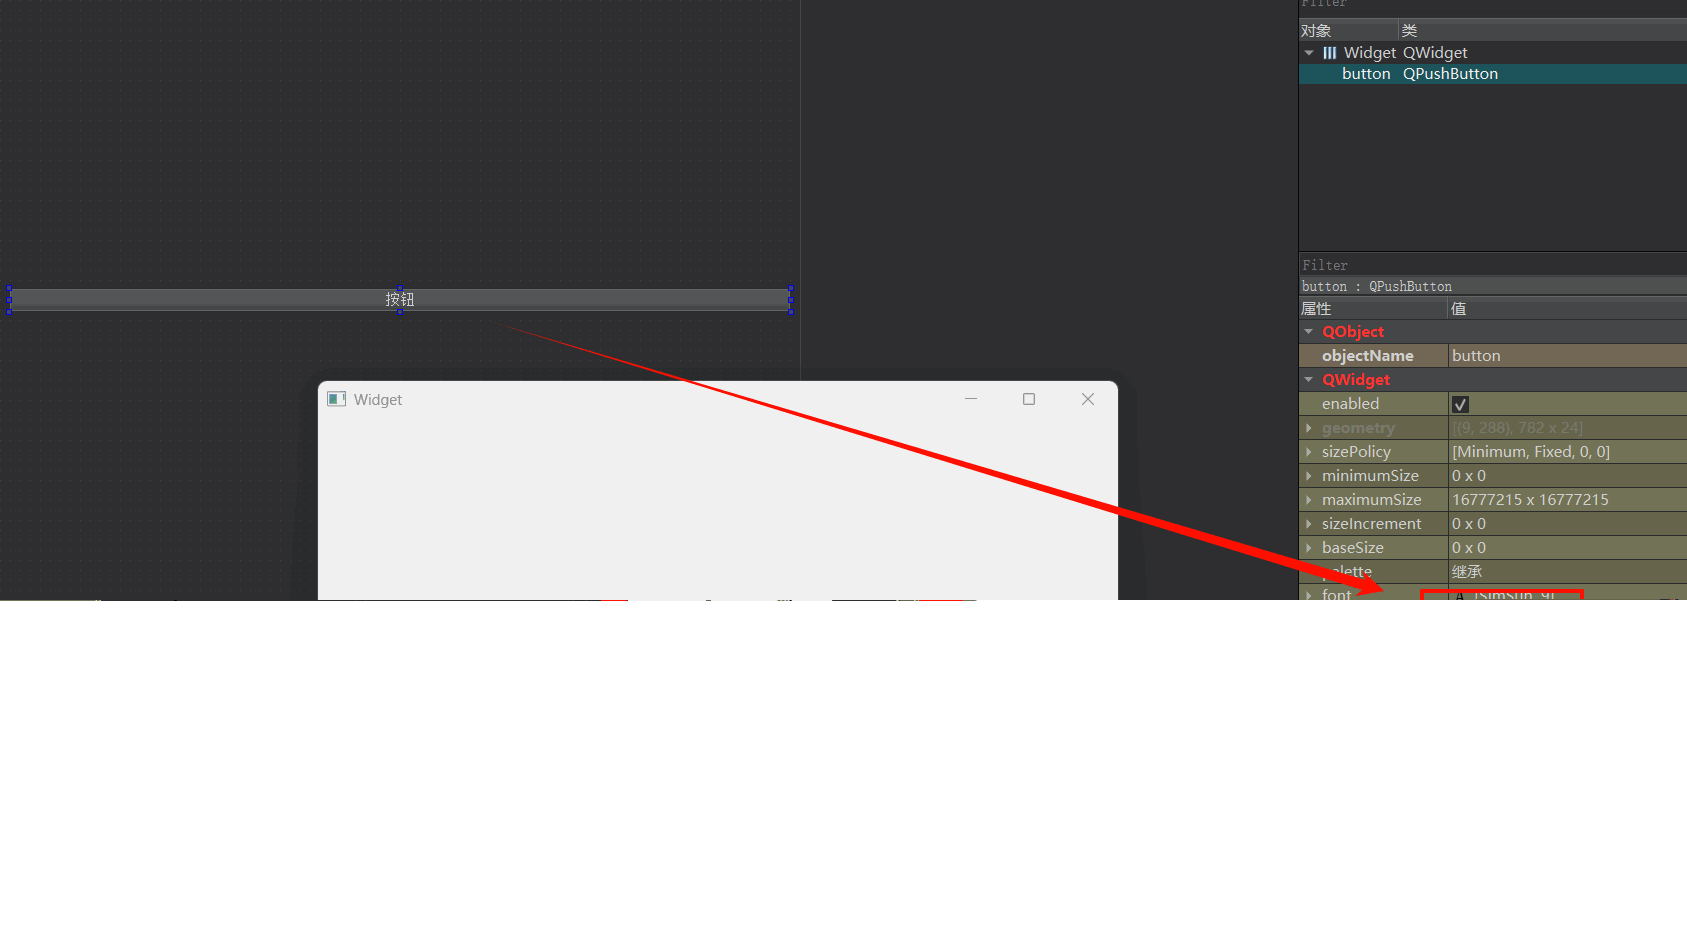 Filter
对象 类
Widget QWidget
button QPushButton
按钮
Filter
button : QPushButton
属性 值
QObject
objectName button
QWidget
enabled
geometry [(9, 288), 782 x 24]
sizePolicy [Minimum, Fixed, 0, 0]
minimumSize 0 x 0
maximumSize 16777215 x 16777215
sizeIncrement 0 x 0
baseSize 0 x 0
palette 继承
font A [SimSun, 9]
Widget